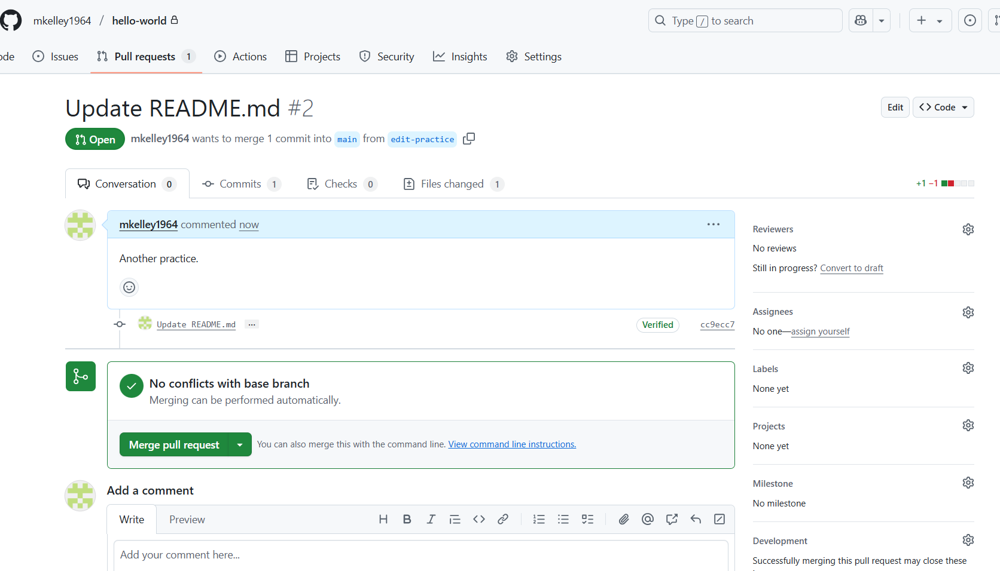 mkelley1964 / hello-world
Type / to search
ode Issues Pull requests 1 Actions Projects Security Insights Settings
Update README.md #2
Edit
Code
Open mkelley1964 wants to merge 1 commit into main from edit-practice
Conversation 0 Commits 1 Checks 0 Files changed 1
+1 −1
mkelley1964 commented now
Another practice.
Update README.md ... Verified cc9ecc7
No conflicts with base branch
Merging can be performed automatically.
Merge pull request You can also merge this with the command line. View command line instructions.
Add a comment
Write Preview
Add your comment here...
Reviewers
No reviews
Still in progress? Convert to draft
Assignees
No one—assign yourself
Labels
None yet
Projects
None yet
Milestone
No milestone
Development
Successfully merging this pull request may close these